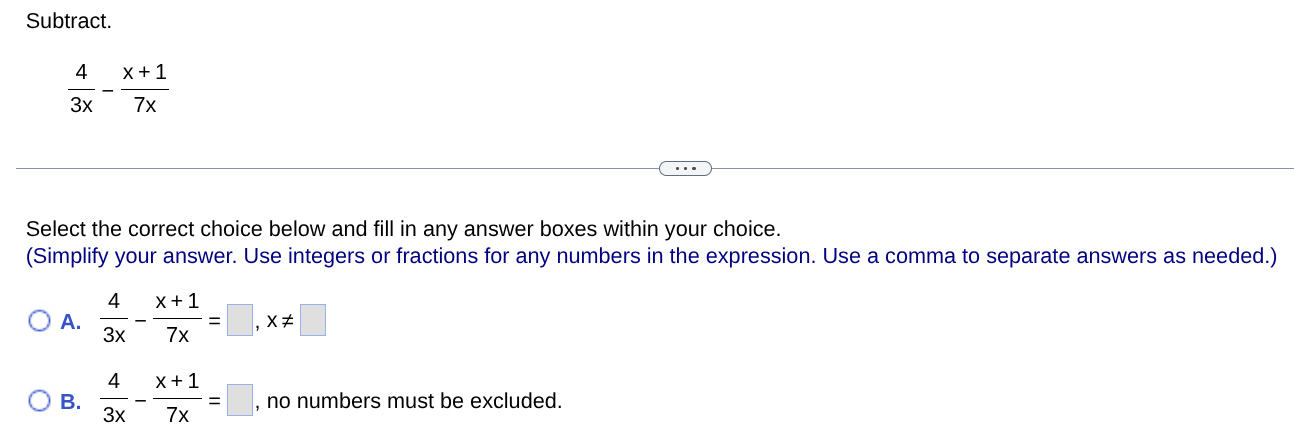 Subtract.
4/3x − x + 1/7x
Select the correct choice below and fill in any answer boxes within your choice.
(Simplify your answer. Use integers or fractions for any numbers in the expression. Use a comma to separate answers as needed.)
A. 4/3x − x + 1/7x = , x ≠
B. 4/3x − x + 1/7x = , no numbers must be excluded.